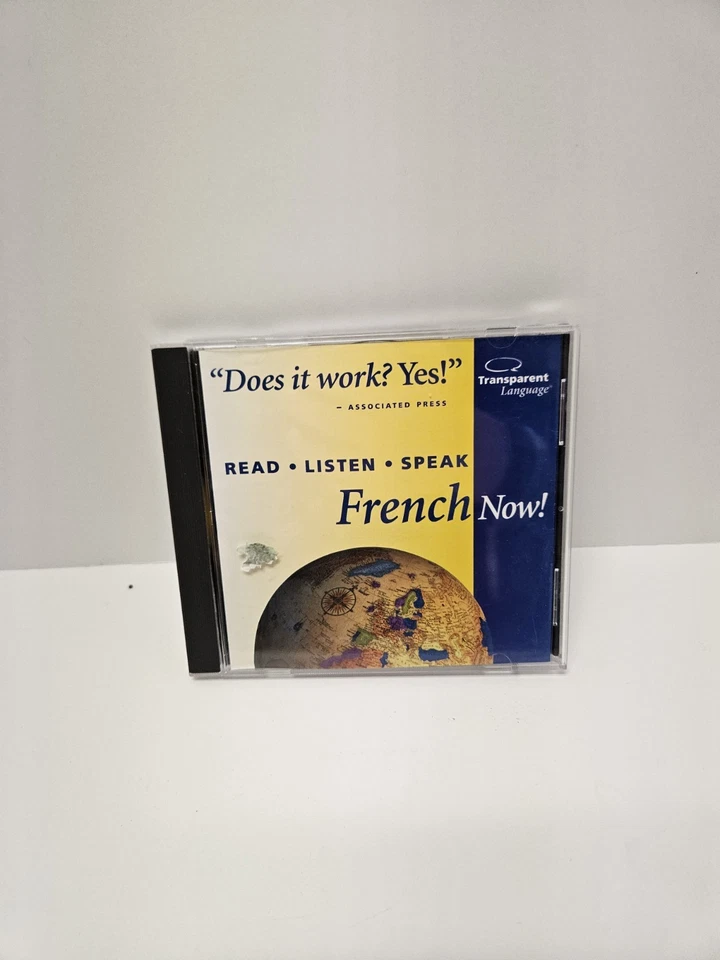 “Does it work? Yes!”
– ASSOCIATED PRESS
Transparent
Language
READ • LISTEN • SPEAK
French Now!